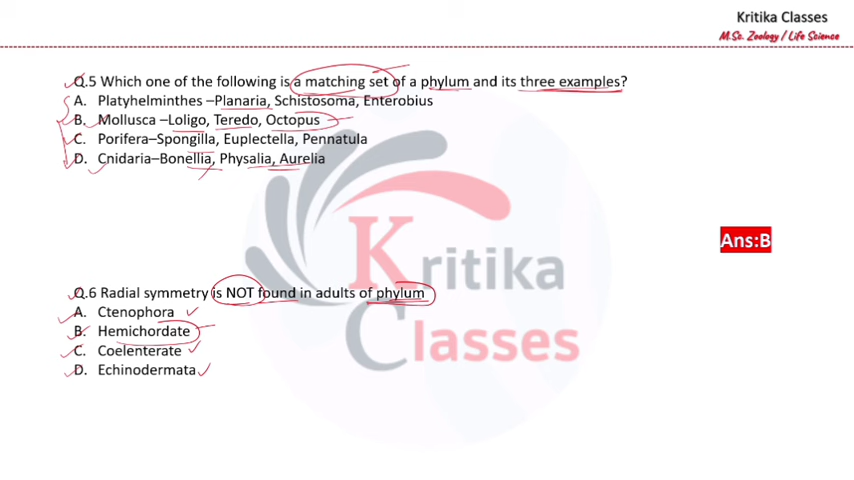 Kritika Classes
M.Sc. Zoology / Life Science
Q.5 Which one of the following is a matching set of a phylum and its three examples?
A. Platyhelminthes –Planaria, Schistosoma, Enterobius
B. Mollusca –Loligo, Teredo, Octopus
C. Porifera–Spongilla, Euplectella, Pennatula
D. Cnidaria–Bonellia, Physalia, Aurelia
Ans:B
Kritika
Classes
Q.6 Radial symmetry is NOT found in adults of phylum
A. Ctenophora
B. Hemichordate
C. Coelenterate
D. Echinodermata